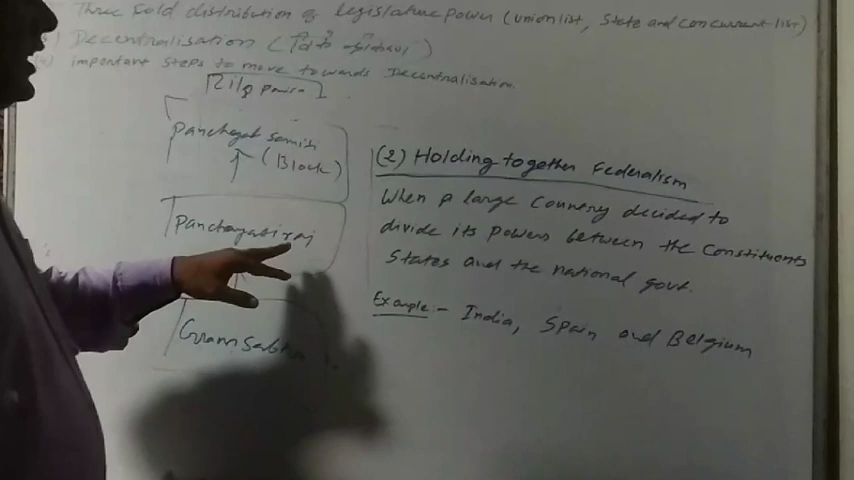 Three fold distribution of legislature power (union list, State and concurrent list)
Decentralisation
important Steps to move towards Decentralisation.
Zila
Panchayat Samiti
(Block)
Panchayati raj
Gram Sabha
(2) Holding together Federalism
When a large Country decided to
divide its powers between the Constituents
States and the national govt.
Example:- India, Spain and Belgium